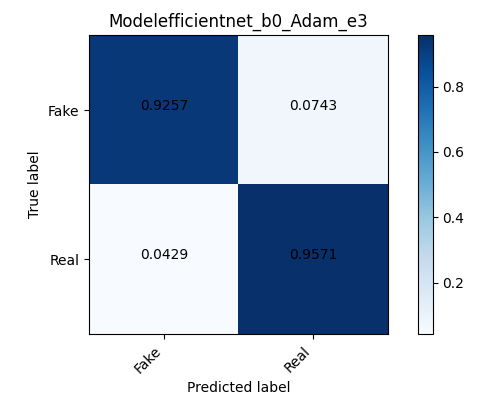 Modelefficientnet_b0_Adam_e3
True label
Fake
0.9257
0.0743
Real
0.0429
0.9571
Fake
Real
Predicted label
0.8
0.6
0.4
0.2